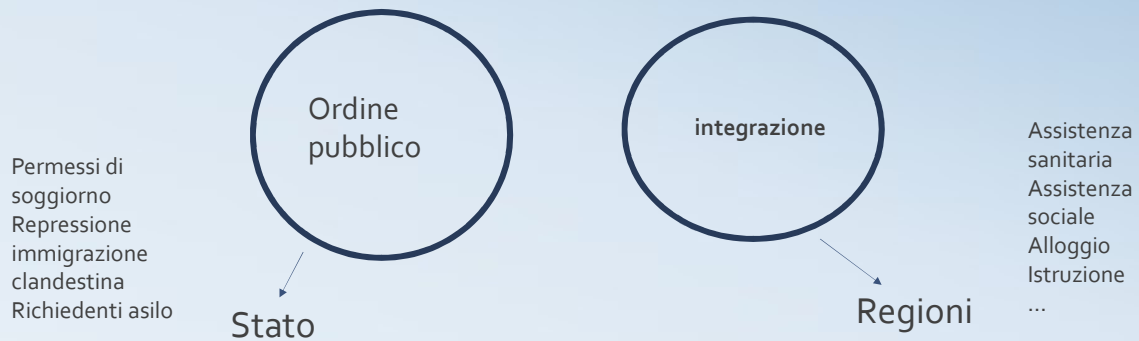 Ordine
pubblico
integrazione
Permessi di
soggiorno
Repressione
immigrazione
clandestina
Richiedenti asilo
Assistenza
sanitaria
Assistenza
sociale
Alloggio
Istruzione
...
Stato
Regioni